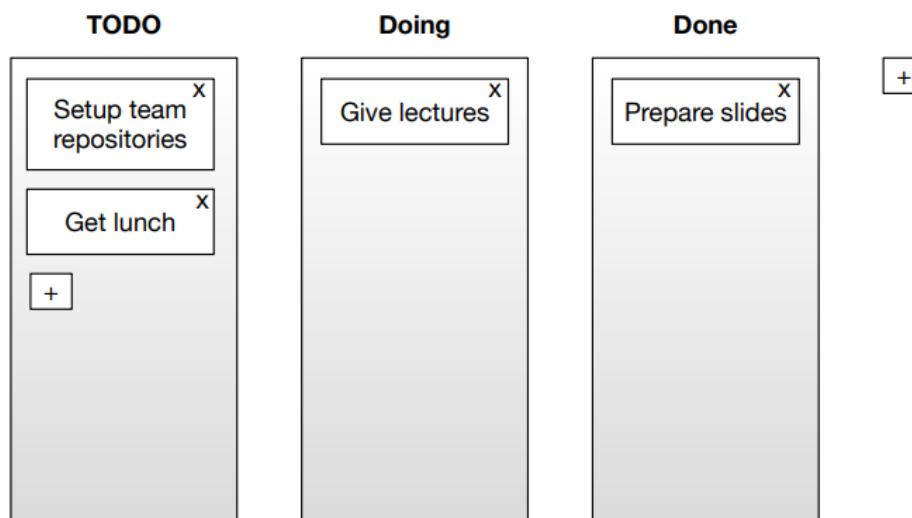 TODO
Doing
Done
X
Setup team
repositories
X
Get lunch
+
X
Give lectures
X
Prepare slides
+